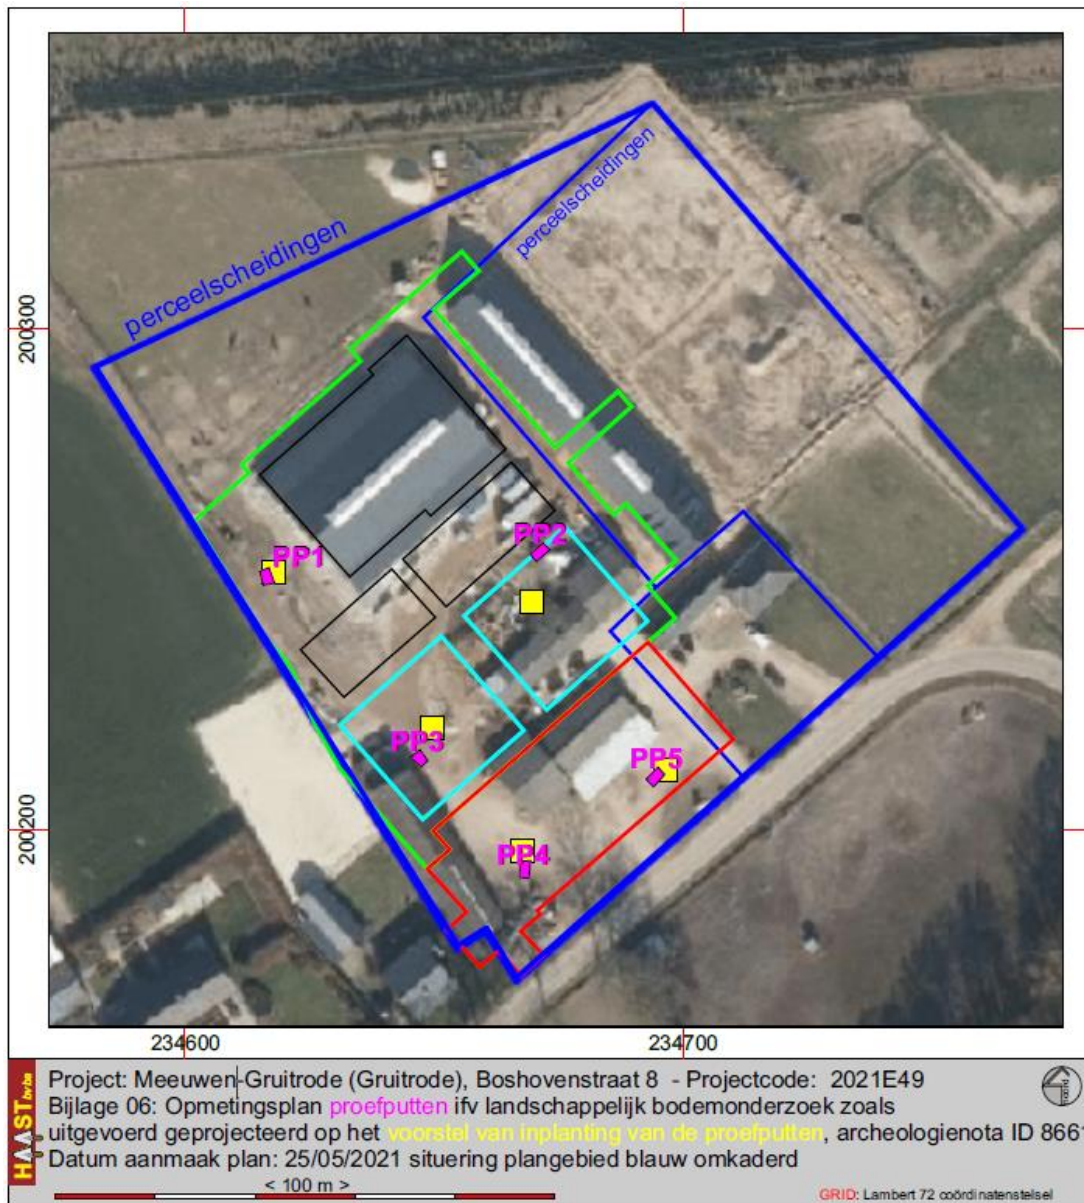 perceelscheidingen
perceelscheidingen
200300
PP1
PP2
PP3
PP5
PP4
200200
234600
234700
HAAST bvba
Project: Meeuwen-Gruitrode (Gruitrode), Boshovenstraat 8 - Projectcode: 2021E49
Bijlage 06: Opmetingsplan proefputten ifv landschappelijk bodemonderzoek zoals
uitgevoerd geprojecteerd op het voorstel van inplanting van de proefputten, archeologienota ID 8661
Datum aanmaak plan: 25/05/2021 situering plangebied blauw omkaderd
< 100 m >
GRID: Lambert 72 coördinatenstelsel
noord